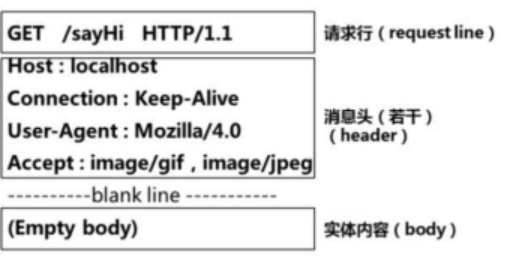 GET /sayHi HTTP/1.1 请求行 ( request line )
Host : localhost
Connection : Keep-Alive
User-Agent : Mozilla/4.0
Accept : image/gif , image/jpeg
消息头 ( 若干 )
( header )
----------blank line -----------
(Empty body) 实体内容 ( body )